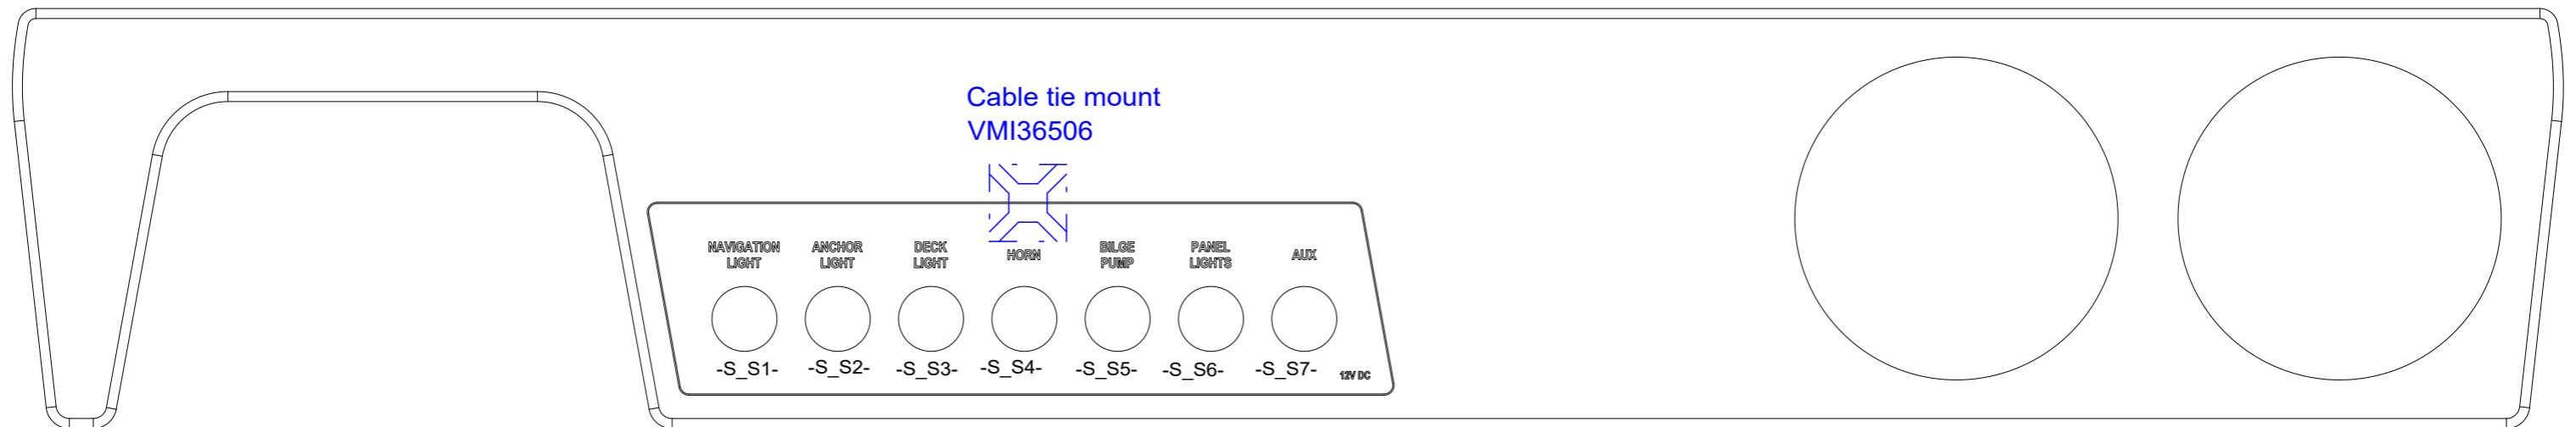 Cable tie mount
VMI36506
NAVIGATION
LIGHT
ANCHOR
LIGHT
DECK
LIGHT
HORN
BILGE
PUMP
PANEL
LIGHTS
AUX
-S_S1-
-S_S2-
-S_S3-
-S_S4-
-S_S5-
-S_S6-
-S_S7-
12V DC